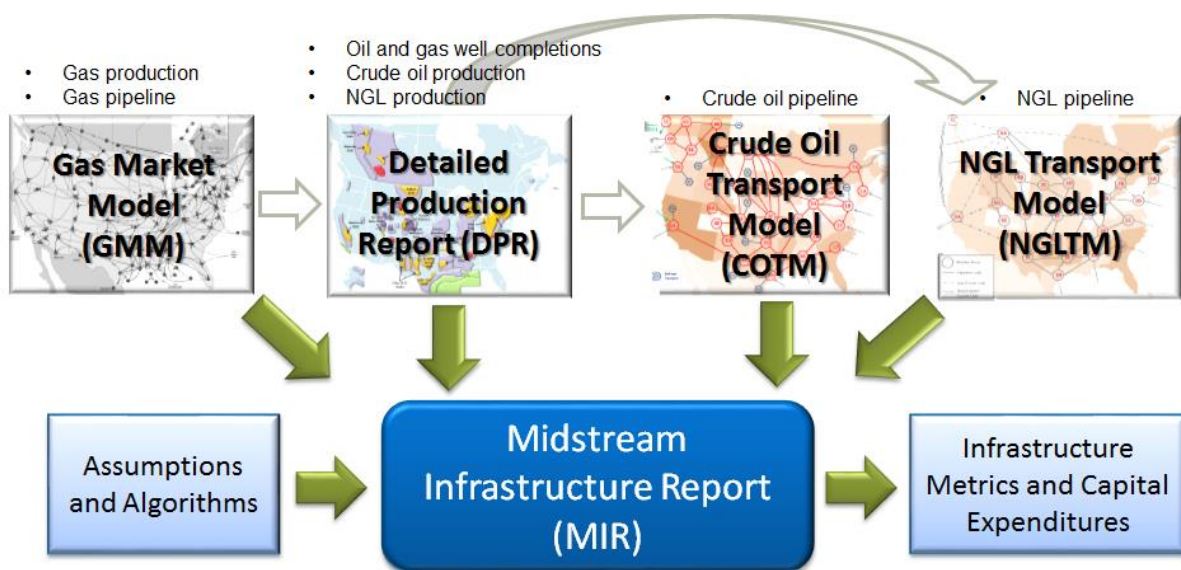 • Gas production
• Gas pipeline
• Oil and gas well completions
• Crude oil production
• NGL production
• Crude oil pipeline
• NGL pipeline
Gas Market
Model
(GMM)
Detailed
Production
Report (DPR)
Crude Oil
Transport
Model
(COTM)
NGL Transport
Model
(NGLTM)
Assumptions
and Algorithms
Midstream
Infrastructure Report
(MIR)
Infrastructure
Metrics and Capital
Expenditures